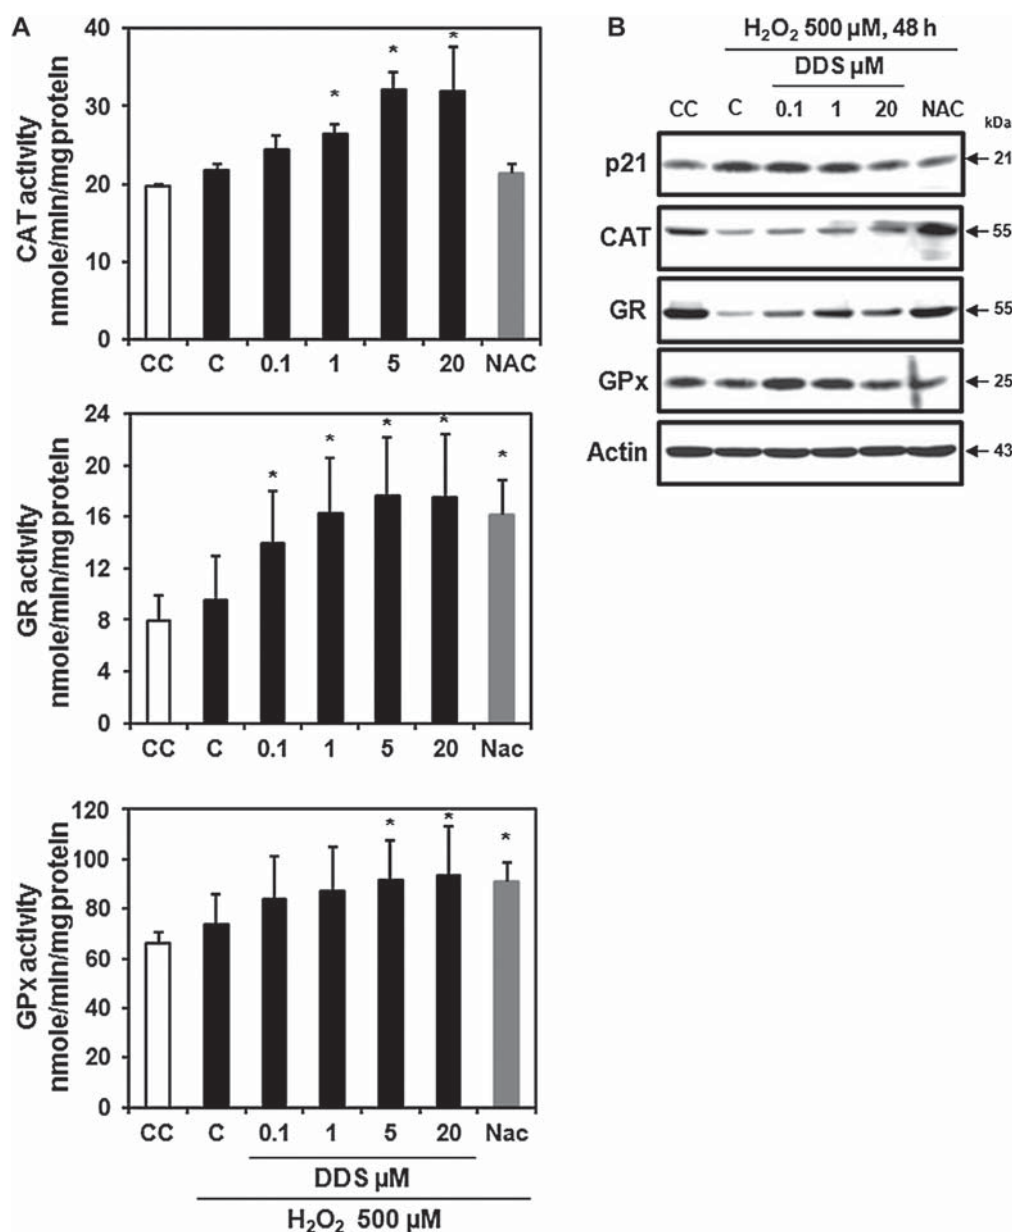 A
CAT activity
nmole/mln/mgprotein
40
30
20
10
0
*
*
*
CC C 0.1 1 5 20 NAC
GR activity
nmole/mln/mgprotein
24
20
16
12
8
4
0
*
*
*
*
*
CC C 0.1 1 5 20 Nac
GPx activity
nmole/mln/mgprotein
120
100
80
60
40
20
0
*
*
*
CC C 0.1 1 5 20 Nac
DDS µM
H₂O₂ 500 µM
B
H₂O₂ 500 µM, 48 h
DDS µM
CC C 0.1 1 20 NAC
kDa
p21 21
CAT 55
GR 55
GPx 25
Actin 43